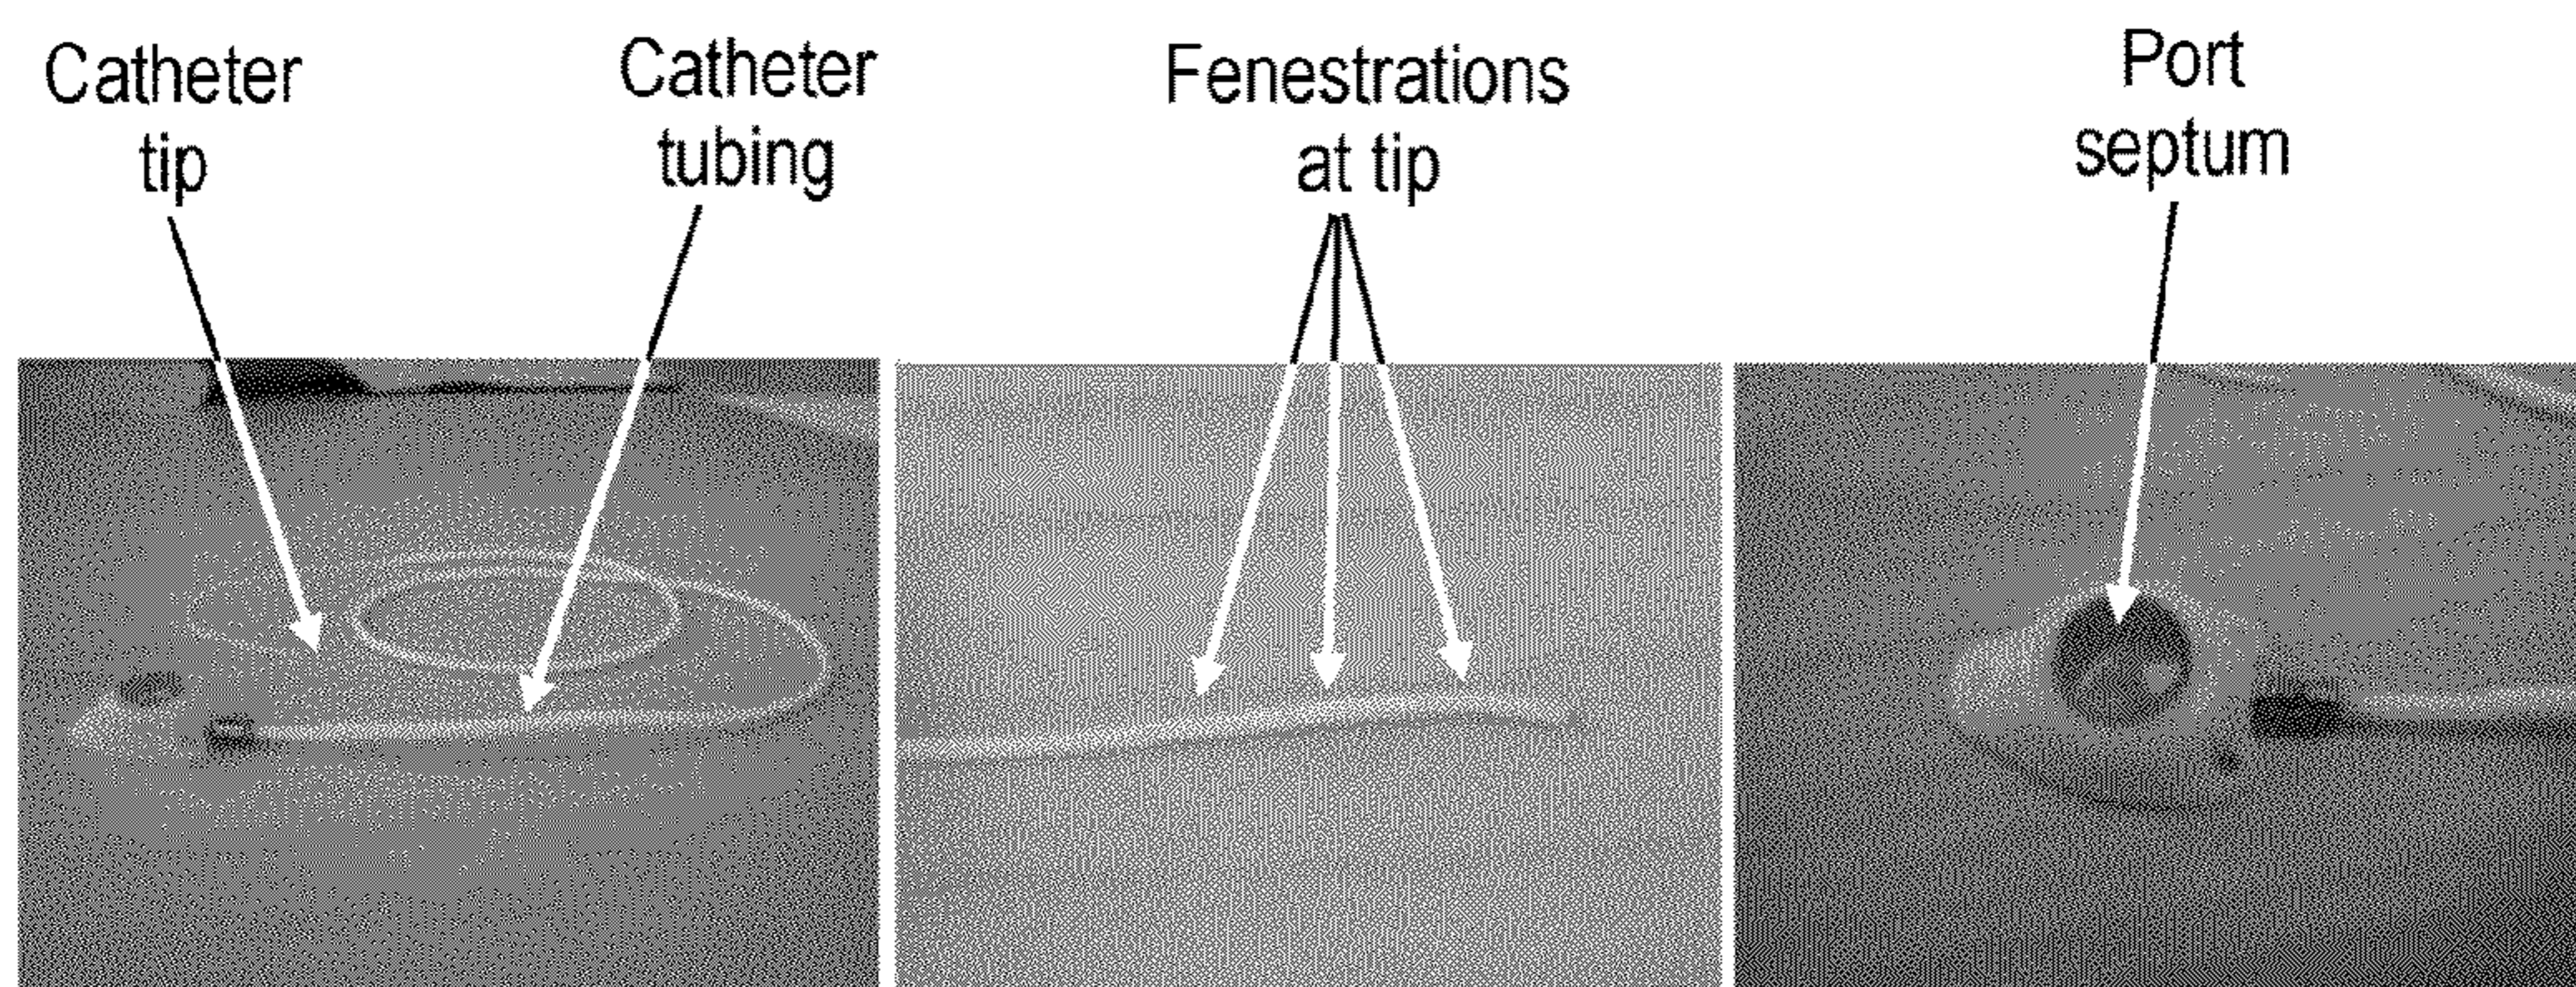 Catheter
tip
Catheter
tubing
Fenestrations
at tip
Port
septum